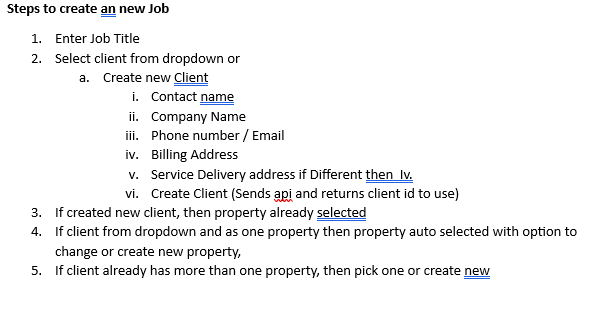 Steps to create an new Job
1. Enter Job Title
2. Select client from dropdown or
a. Create new Client
i. Contact name
ii. Company Name
iii. Phone number / Email
iv. Billing Address
v. Service Delivery address if Different then Iv.
vi. Create Client (Sends api and returns client id to use)
3. If created new client, then property already selected
4. If client from dropdown and as one property then property auto selected with option to
change or create new property,
5. If client already has more than one property, then pick one or create new